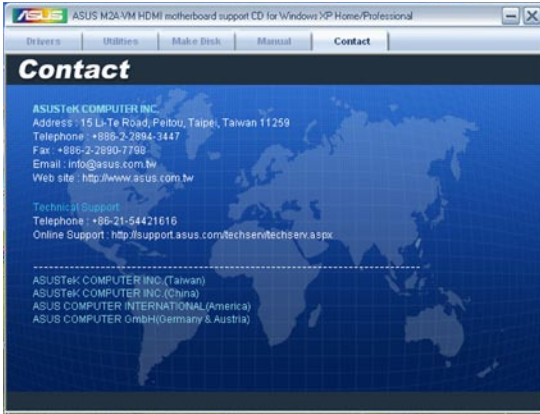 ASUS ASUS M2A-VM HDMI motherboard support CD for Windows XP Home/Professional
Drivers Utilities Make Disk Manual Contact
Contact
ASUSTeK COMPUTER INC.
Address : 15 Li-Te Road, Peitou, Taipei, Taiwan 11259
Telephone : +886-2-2894-3447
Fax : +886-2-2890-7798
Email : info@asus.com.tw
Web site : http://www.asus.com.tw
Technical Support
Telephone : +86-21-54421616
Online Support : http://support.asus.com/techserv/techserv.aspx
ASUSTeK COMPUTER INC.(Taiwan)
ASUSTeK COMPUTER INC.(China)
ASUS COMPUTER INTERNATIONAL(America)
ASUS COMPUTER GmbH(Germany & Austria)